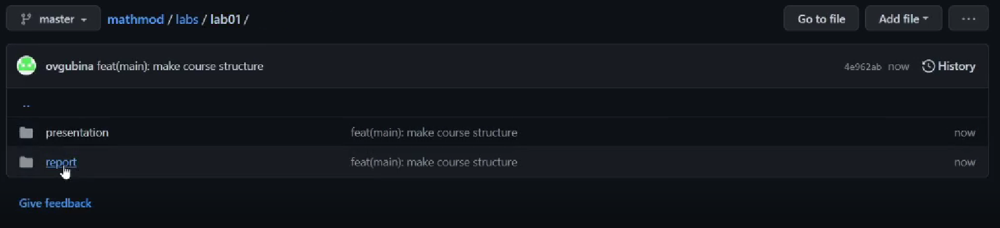 master mathmod / labs / lab01 / Go to file Add file ...
ovgubina feat(main): make course structure 4e962ab now History
..
presentation feat(main): make course structure now
report feat(main): make course structure now
Give feedback